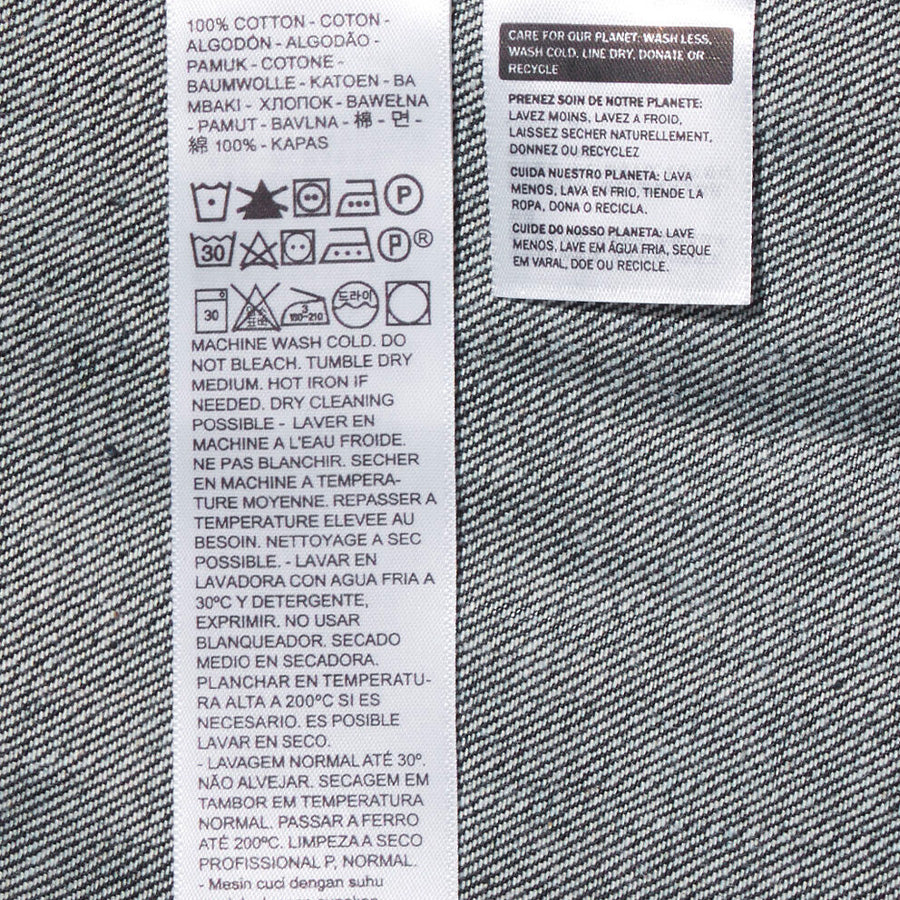 100% COTTON - COTON -
ALGODÓN - ALGODÃO -
PAMUK - COTONE -
BAUMWOLLE - KATOEN - BA
MBAKI - ХЛОПОК - BAWEŁNA
- PAMUT - BAVLNA - 棉 - 면 -
綿 100% - KAPAS
P
30 P ®
30 3 180-210 드라이
MACHINE WASH COLD. DO
NOT BLEACH. TUMBLE DRY
MEDIUM. HOT IRON IF
NEEDED. DRY CLEANING
POSSIBLE - LAVER EN
MACHINE A L'EAU FROIDE.
NE PAS BLANCHIR. SECHER
EN MACHINE A TEMPERA-
TURE MOYENNE. REPASSER A
TEMPERATURE ELEVEE AU
BESOIN. NETTOYAGE A SEC
POSSIBLE. - LAVAR EN
LAVADORA CON AGUA FRIA A
30ºC Y DETERGENTE,
EXPRIMIR. NO USAR
BLANQUEADOR. SECADO
MEDIO EN SECADORA.
PLANCHAR EN TEMPERATU-
RA ALTA A 200ºC SI ES
NECESARIO. ES POSIBLE
LAVAR EN SECO.
- LAVAGEM NORMAL ATÉ 30º.
NÃO ALVEJAR. SECAGEM EM
TAMBOR EM TEMPERATURA
NORMAL. PASSAR A FERRO
ATÉ 200ºC. LIMPEZA A SECO
PROFISSIONAL P, NORMAL.
- Mesin cuci dengan suhu
CARE FOR OUR PLANET: WASH LESS,
WASH COLD, LINE DRY, DONATE OR
RECYCLE
PRENEZ SOIN DE NOTRE PLANETE:
LAVEZ MOINS, LAVEZ A FROID,
LAISSEZ SECHER NATURELLEMENT,
DONNEZ OU RECYCLEZ
CUIDA NUESTRO PLANETA: LAVA
MENOS, LAVA EN FRIO, TIENDE LA
ROPA, DONA O RECICLA.
CUIDE DO NOSSO PLANETA: LAVE
MENOS, LAVE EM ÁGUA FRIA, SEQUE
EM VARAL, DOE OU RECICLE.